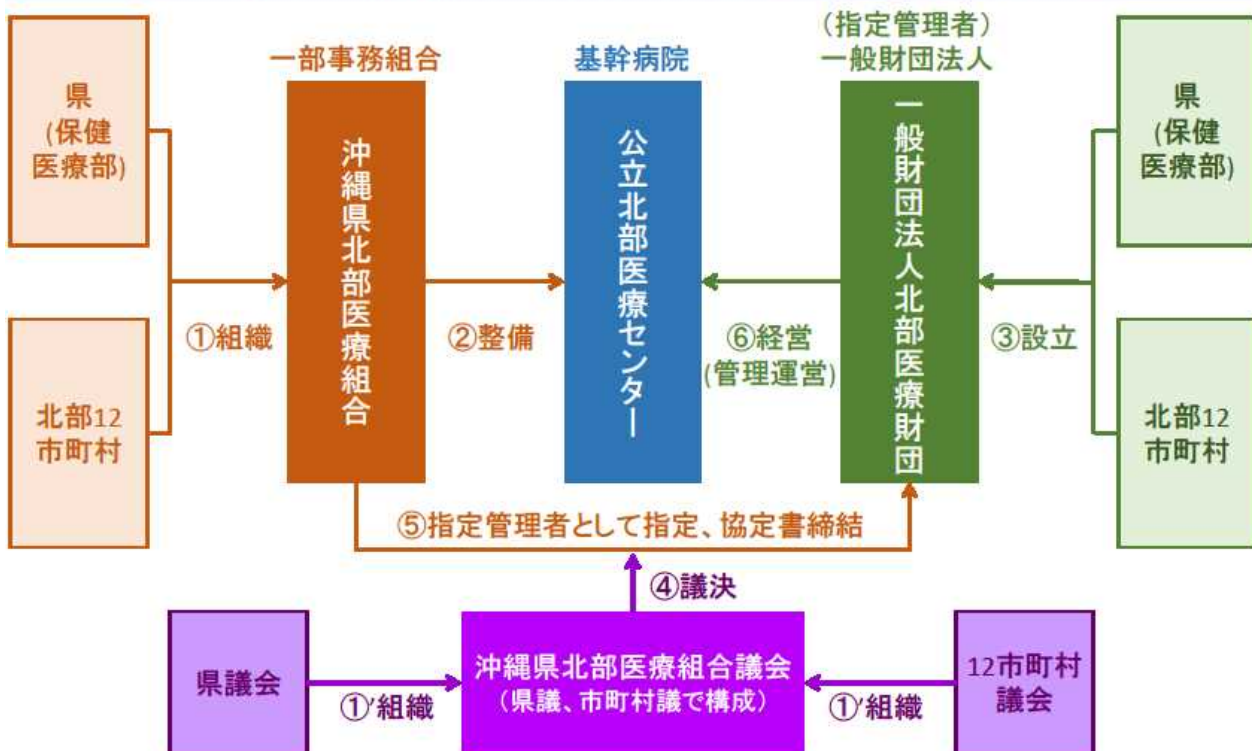 県
(保健
医療部)
北部12
市町村
①組織
一部事務組合
沖縄県北部医療組合
②整備
基幹病院
公立北部医療センター
⑥経営
(管理運営)
(指定管理者)
一般財団法人
一般財団法人北部医療財団
③設立
県
(保健
医療部)
北部12
市町村
⑤指定管理者として指定、協定書締結
④議決
県議会
①’組織
沖縄県北部医療組合議会
(県議、市町村議で構成)
①’組織
12市町村
議会